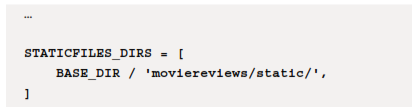 …
STATICFILES_DIRS = [
    BASE_DIR / 'moviereviews/static/',
]